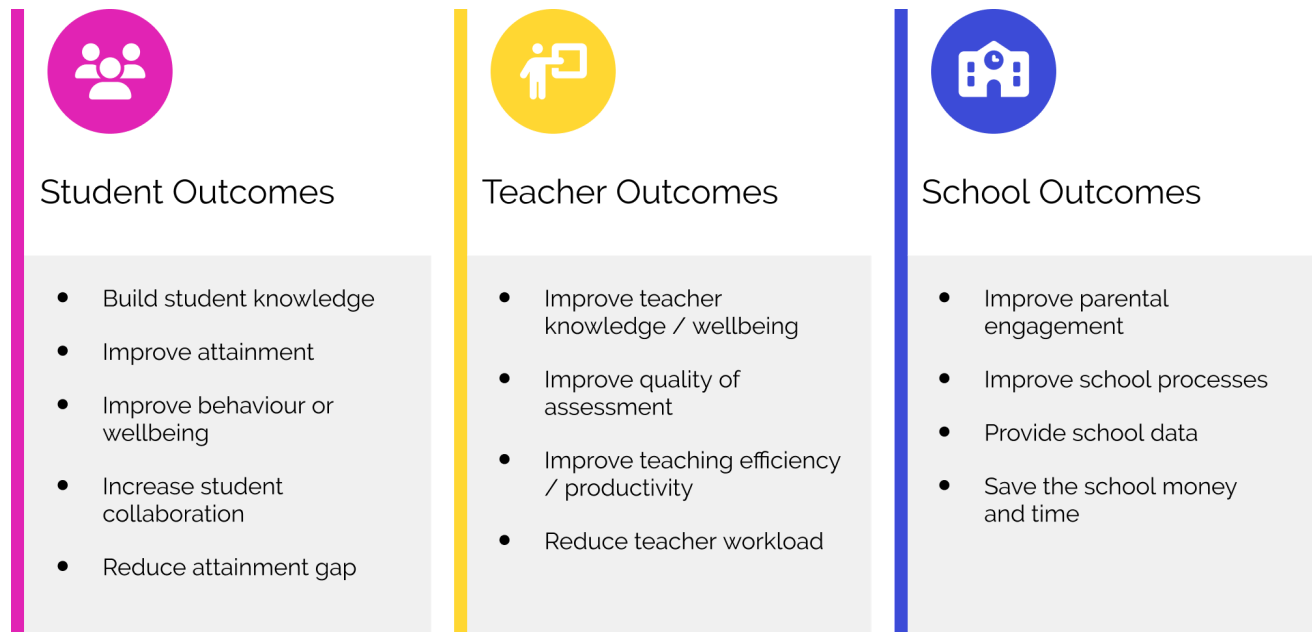 Student Outcomes
● Build student knowledge
● Improve attainment
● Improve behaviour or
wellbeing
● Increase student
collaboration
● Reduce attainment gap
Teacher Outcomes
● Improve teacher
knowledge / wellbeing
● Improve quality of
assessment
● Improve teaching efficiency
/ productivity
● Reduce teacher workload
School Outcomes
● Improve parental
engagement
● Improve school processes
● Provide school data
● Save the school money
and time